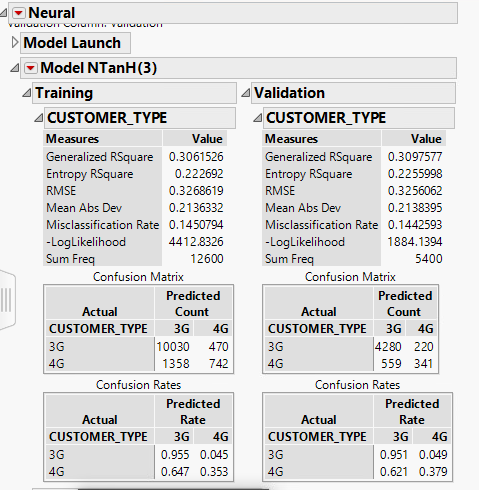 Neural
Validation Column: Validation
Model Launch
Model NTanH(3)
Training
CUSTOMER_TYPE
Measures Value
Generalized RSquare 0.3061526
Entropy RSquare 0.222692
RMSE 0.3268619
Mean Abs Dev 0.2136332
Misclassification Rate 0.1450794
-LogLikelihood 4412.8326
Sum Freq 12600
Confusion Matrix
Predicted
Actual Count
CUSTOMER_TYPE 3G 4G
3G 10030 470
4G 1358 742
Confusion Rates
Predicted
Actual Rate
CUSTOMER_TYPE 3G 4G
3G 0.955 0.045
4G 0.647 0.353
Validation
CUSTOMER_TYPE
Measures Value
Generalized RSquare 0.3097577
Entropy RSquare 0.2255998
RMSE 0.3256062
Mean Abs Dev 0.2138395
Misclassification Rate 0.1442593
-LogLikelihood 1884.1394
Sum Freq 5400
Confusion Matrix
Predicted
Actual Count
CUSTOMER_TYPE 3G 4G
3G 4280 220
4G 559 341
Confusion Rates
Predicted
Actual Rate
CUSTOMER_TYPE 3G 4G
3G 0.951 0.049
4G 0.621 0.379